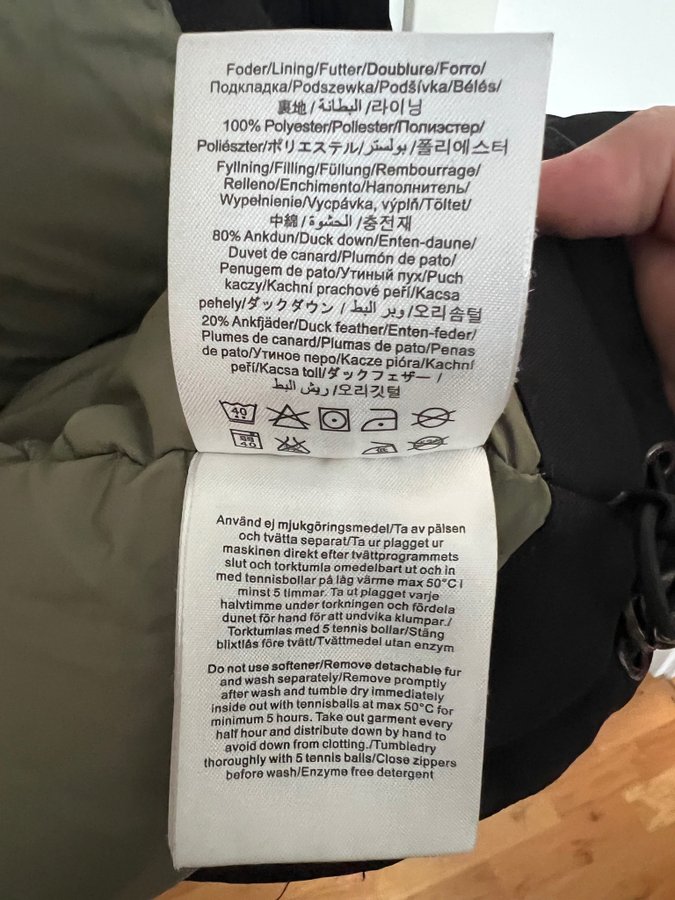 Foder/Lining/Futter/Doublure/Forro/
Подкладка/Podszewka/Podšívka/Bélés/
裏地/البطانة/라이닝
100% Polyester/Poliester/Полиэстер/
Poliészter/ポリエステル/بولستر/폴리에스터
Fyllning/Filling/Füllung/Rembourrage/
Relleno/Enchimento/Наполнитель/
Wypełnienie/Vycpávka, výplň/Töltet/
中綿/الحشوة/충전재
80% Ankdun/Duck down/Enten-daune/
Duvet de canard/Plumón de pato/
Penugem de pato/Утиный пух/Puch
kaczy/Kachní prachové peří/Kacsa
pehely/ダックダウン/وبر البط/오리솜털
20% Ankfjäder/Duck feather/Enten-feder/
Plumes de canard/Plumas de pato/Penas
de pato/Утиное перо/Kacze pióra/Kachní
peří/Kacsa toll/ダックフェザー/
ريش البط/오리깃털
40
40
Använd ej mjukgöringsmedel/Ta av pälsen
och tvätta separat/Ta ur plagget ur
maskinen direkt efter tvättprogrammets
slut och torktumla omedelbart ut och in
med tennisbollar på låg värme max 50°C i
minst 5 timmar. Ta ut plagget varje
halvtimme under torkningen och fördela
dunet för hand för att undvika klumpar./
Torktumlas med 5 tennis bollar/Stäng
blixtlås före tvätt/Tvättmedel utan enzym
Do not use softener/Remove detachable fur
and wash separately/Remove promptly
after wash and tumble dry immediately
inside out with tennisballs at max 50°C for
minimum 5 hours. Take out garment every
half hour and distribute down by hand to
avoid down from clotting./Tumbledry
thoroughly with 5 tennis balls/Close zippers
before wash/Enzyme free detergent